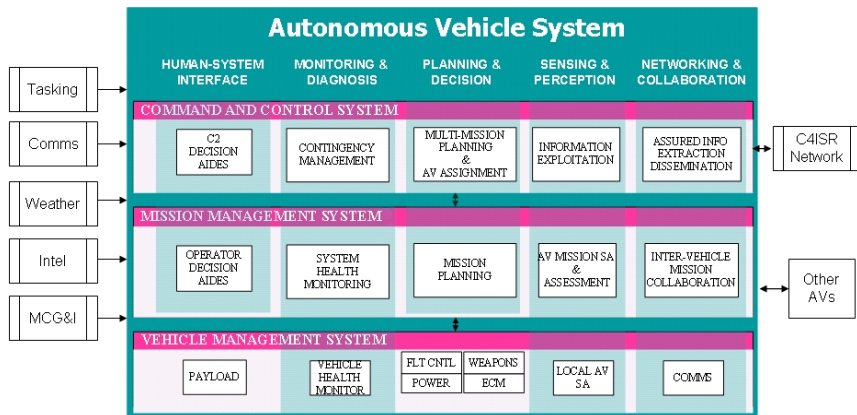 Autonomous Vehicle System
HUMAN-SYSTEM
INTERFACE
MONITORING &
DIAGNOSIS
PLANNING &
DECISION
SENSING &
PERCEPTION
NETWORKING &
COLLABORATION
Tasking
Comms
Weather
Intel
MCG&I
COMMAND AND CONTROL SYSTEM
C2
DECISION
AIDES
CONTINGENCY
MANAGEMENT
MULTI-MISSION
PLANNING
&
AV ASSIGNMENT
INFORMATION
EXPLOITATION
ASSURED INFO
EXTRACTION
DISSEMINATION
C4ISR
Network
MISSION MANAGEMENT SYSTEM
OPERATOR
DECISION
AIDES
SYSTEM
HEALTH
MONITORING
MISSION
PLANNING
AV MISSION SA
&
ASSESSMENT
INTER-VEHICLE
MISSION
COLLABORATION
Other
AVs
VEHICLE MANAGEMENT SYSTEM
PAYLOAD
VEHICLE
HEALTH
MONITOR
FLT CNTL
WEAPONS
POWER
ECM
LOCAL AV
SA
COMMS